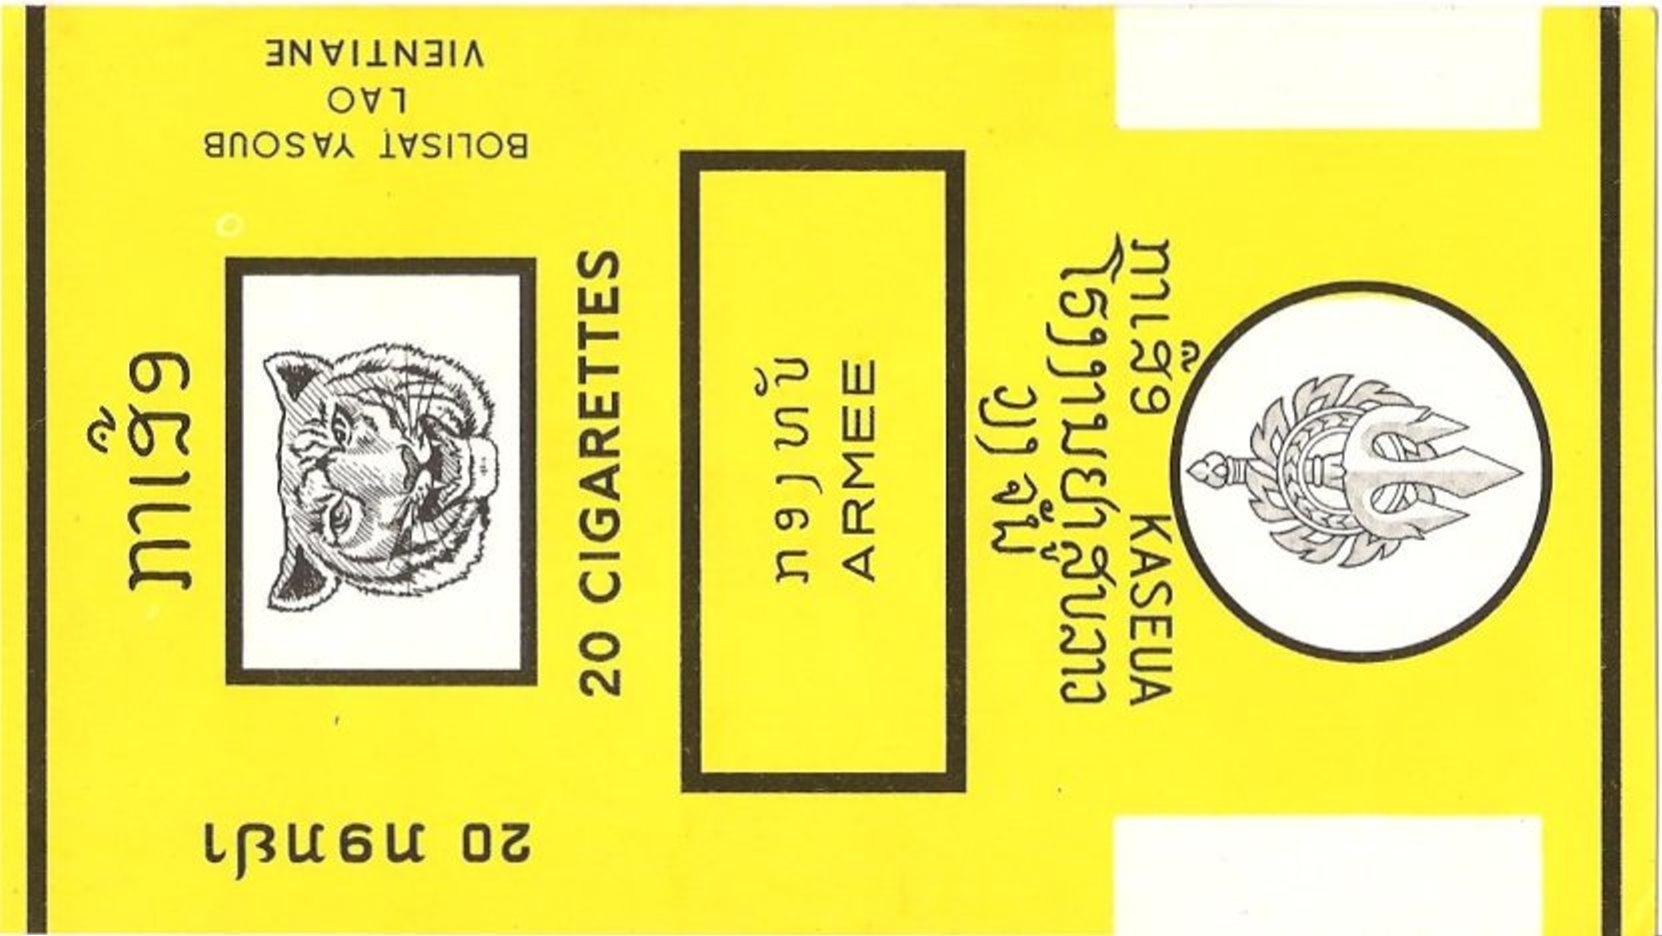 BOLISAT YASOUB
LAO
VIENTIANE
ກາເສືອ
20 CIGARETTES
20 ກອກຢາ
ກອງທັບ
ARMEE
ກາເສືອ KASEUA
ໂຮງງານຢາສູບລາວ
ວຽງຈັນ